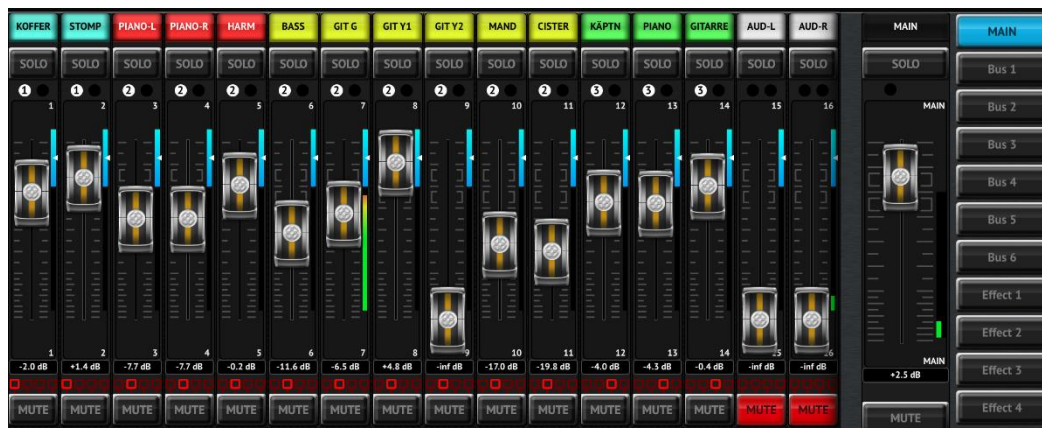 KOFFER STOMP PIANO-L PIANO-R HARM BASS GIT G GIT Y1 GIT Y2 MAND CISTER KÄPTN PIANO GITARRE AUD-L AUD-R MAIN MAIN
SOLO SOLO SOLO SOLO SOLO SOLO SOLO SOLO SOLO SOLO SOLO SOLO SOLO SOLO SOLO SOLO SOLO Bus 1
1 1 2 2 2 2 2 2 2 2 2 3 3 3
1 2 3 4 5 6 7 8 9 10 11 12 13 14 15 16 MAIN Bus 2
Bus 3
Bus 4
Bus 5
Bus 6
Effect 1
Effect 2
1 2 3 4 5 6 7 8 9 10 11 12 13 14 15 16 MAIN
-2.0 dB +1.4 dB -7.7 dB -7.7 dB -0.2 dB -11.6 dB -6.5 dB +4.8 dB -inf dB -17.0 dB -19.8 dB -4.0 dB -4.3 dB -0.4 dB -inf dB -inf dB +2.5 dB Effect 3
MUTE MUTE MUTE MUTE MUTE MUTE MUTE MUTE MUTE MUTE MUTE MUTE MUTE MUTE MUTE MUTE MUTE Effect 4